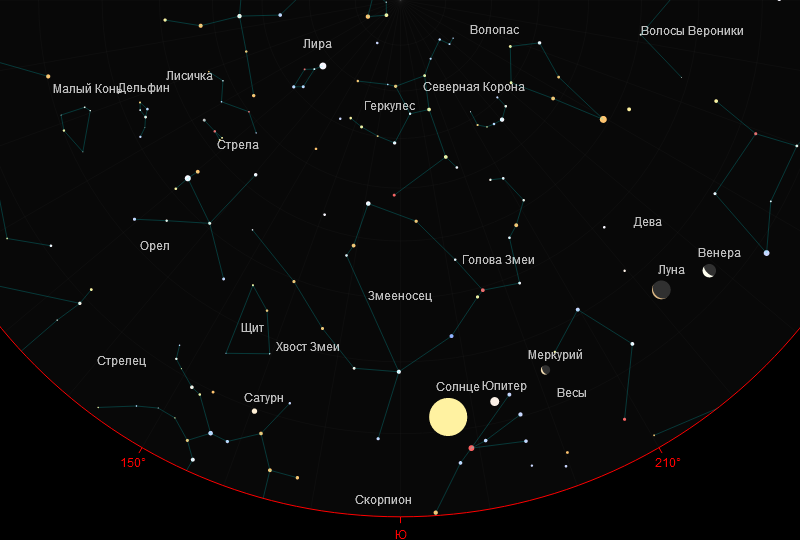 Волопас
Волосы Вероники
Лира
Лисичка
Малый Конь
Дельфин
Северная Корона
Геркулес
Стрела
Дева
Орел
Венера
Голова Змеи
Луна
Змееносец
Щит
Хвост Змеи
Меркурий
Стрелец
Солнце
Юпитер
Весы
Сатурн
150°
210°
Скорпион
Ю